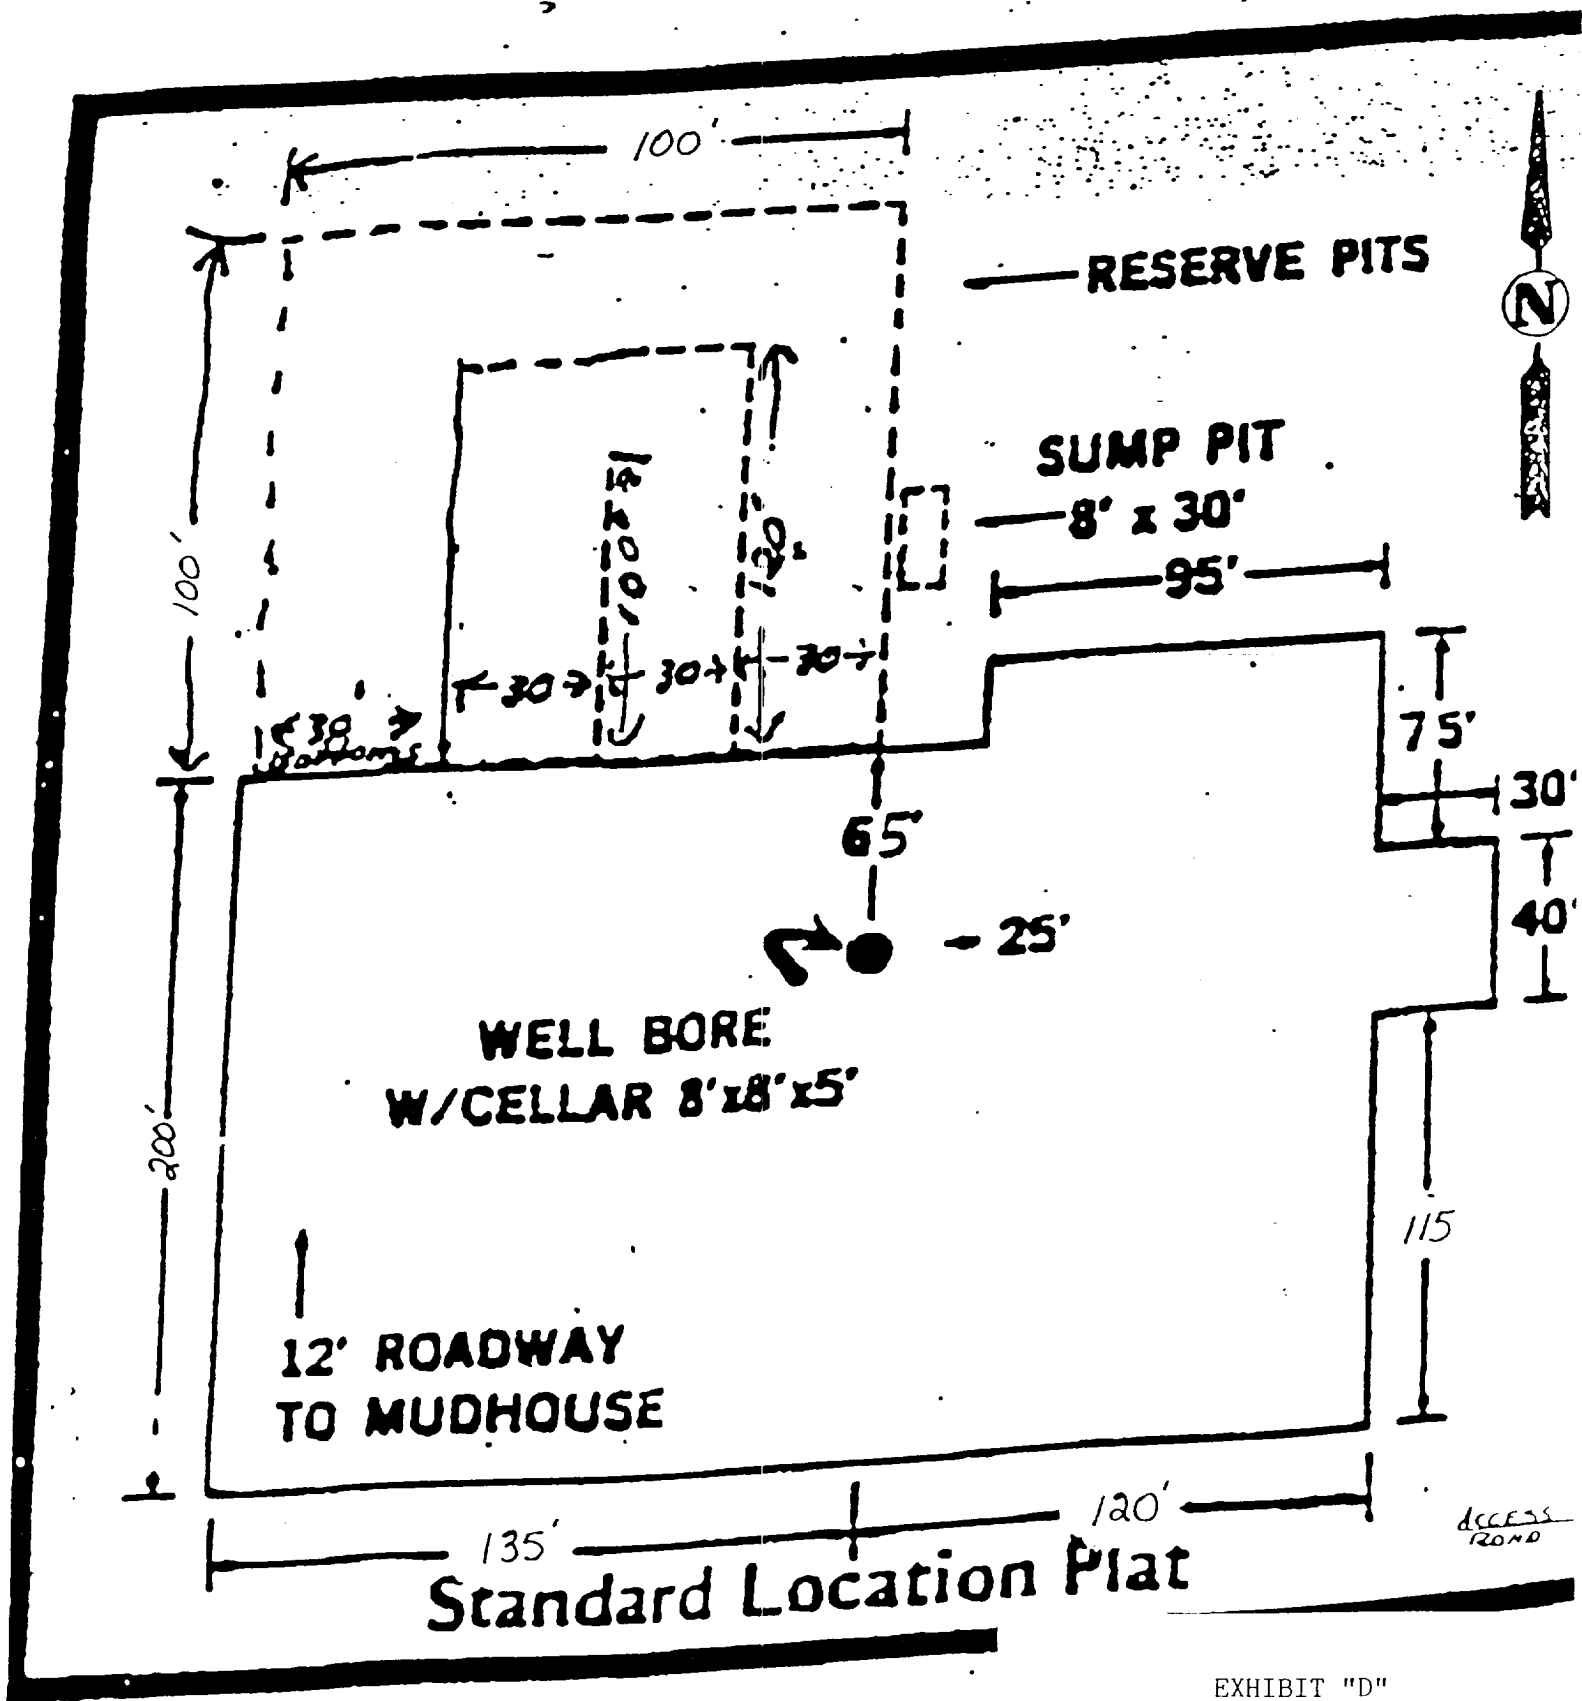 100'
RESERVE PITS
N
SUMP PIT
8' x 30'
95'
100'
100'
120'
30
30
30
30'
Bottoms
75'
30'
65'
40'
25'
WELL BORE
W/CELLAR 8'x8'x5'
200'
115
12' ROADWAY
TO MUDHOUSE
135'
120'
ACCESS
ROAD
Standard Location Plat
EXHIBIT "D"